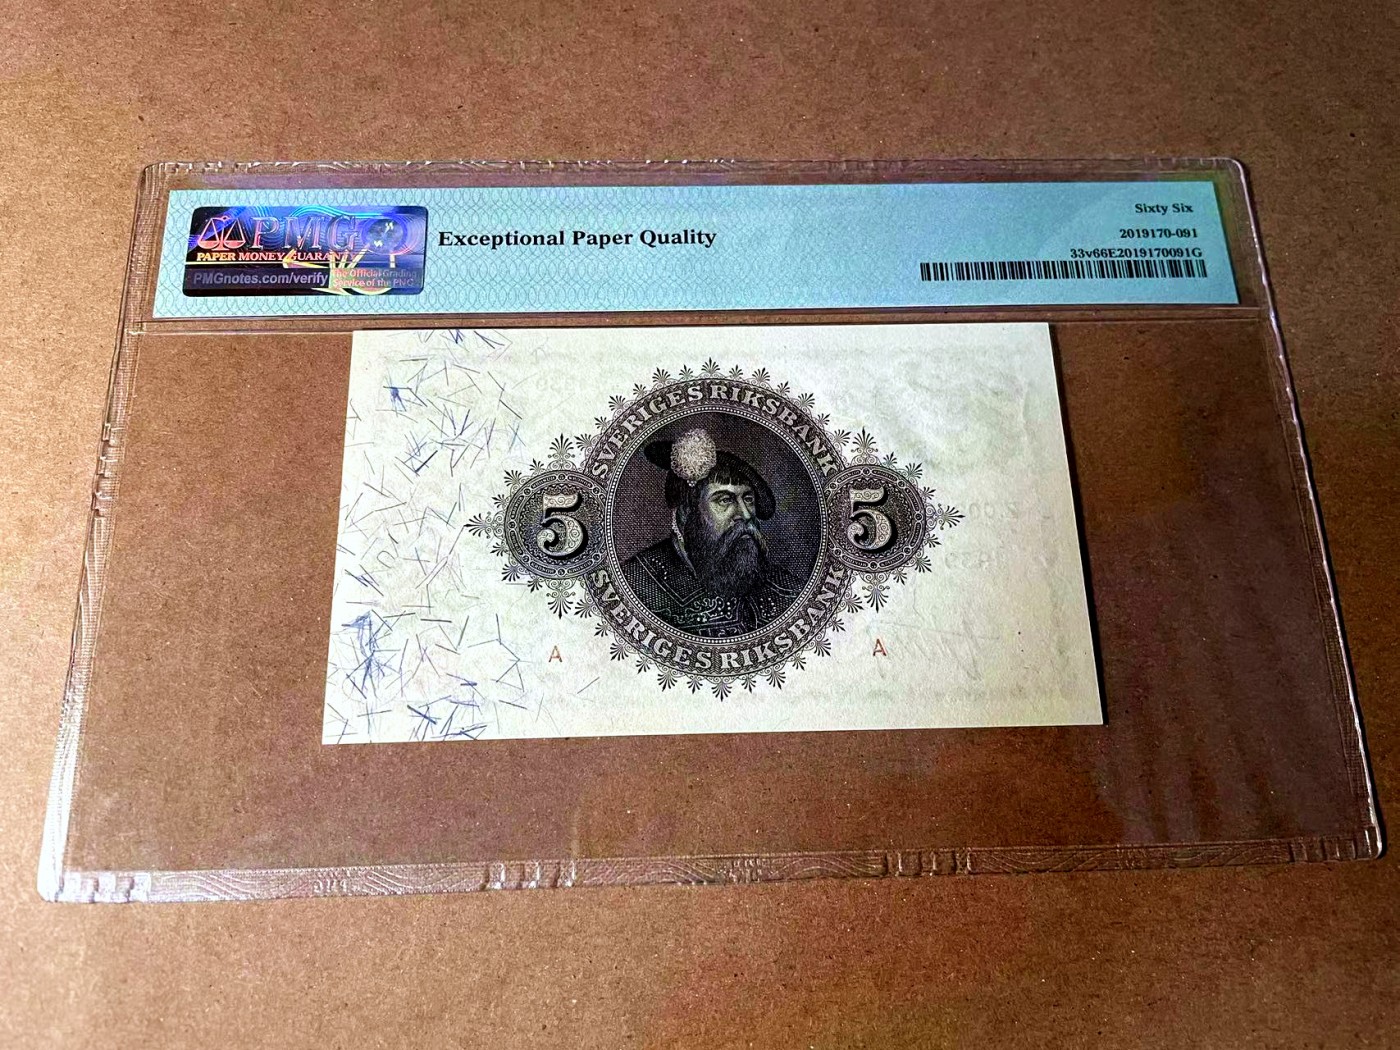 PMG
PAPER MONEY GUARANTY
PMGnotes.com/verify
The Official Grading
Service of the PNG
Exceptional Paper Quality
Sixty Six
2019170-091
33v66E2019170091G
SVERIGES RIKSBANK
5
5
SVERIGES RIKSBANK
A
A